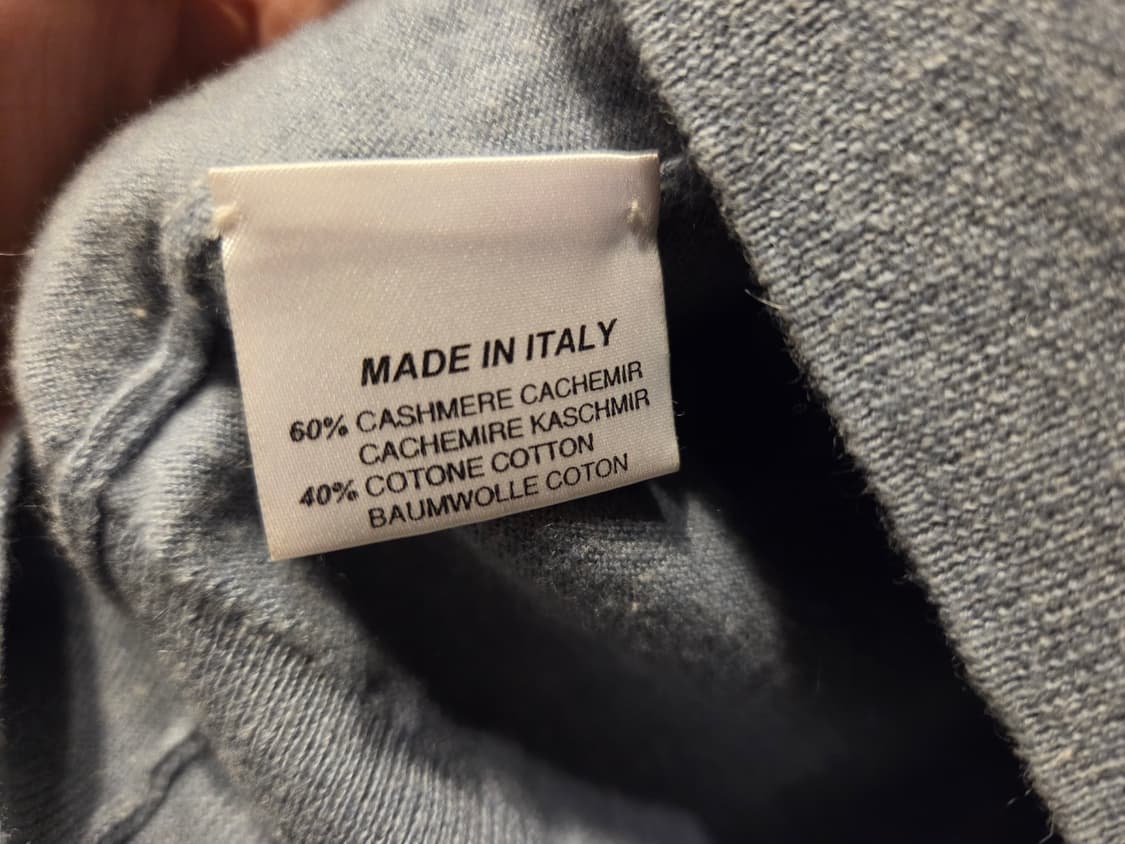 MADE IN ITALY
60% CASHMERE CACHEMIR
CACHEMIRE KASCHMIR
40% COTONE COTTON
BAUMWOLLE COTON